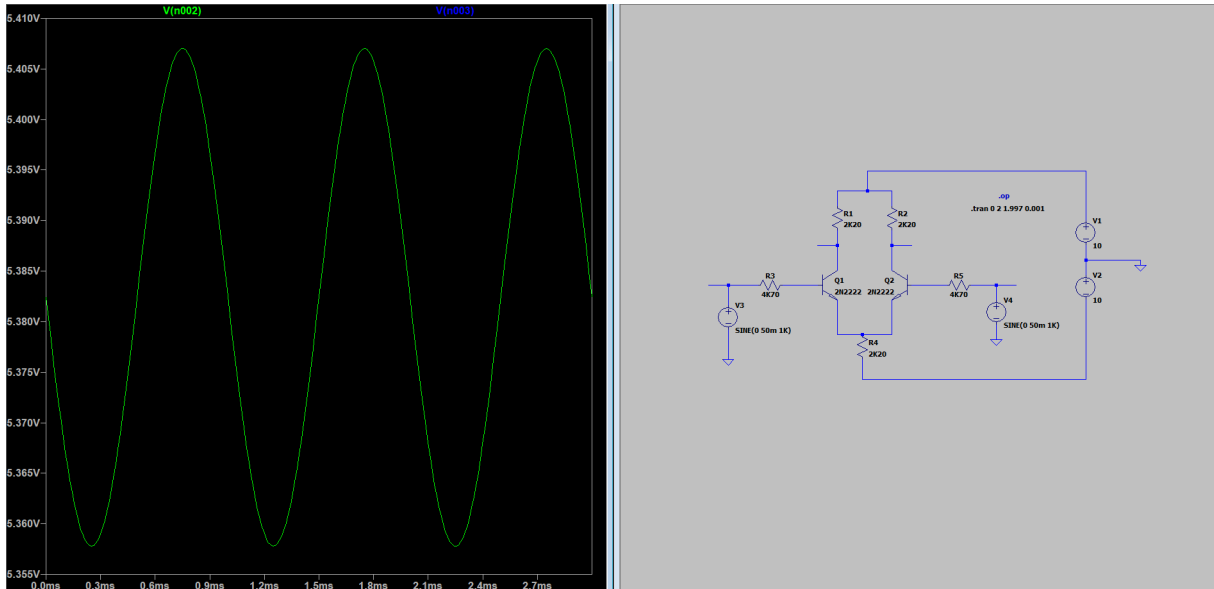 V(n002) V(n003)
5.410V
5.405V
5.400V
5.395V
5.390V
5.385V
5.380V
5.375V
5.370V
5.365V
5.360V
5.355V
0.0ms 0.3ms 0.6ms 0.9ms 1.2ms 1.5ms 1.8ms 2.1ms 2.4ms 2.7ms
.op
.tran 0 2 1.997 0.001
R1
2K20
R2
2K20
V1
10
R3
4K70
Q1
2N2222
Q2
2N2222
R5
4K70
V2
10
V3
SINE(0 50m 1K)
V4
SINE(0 50m 1K)
R4
2K20